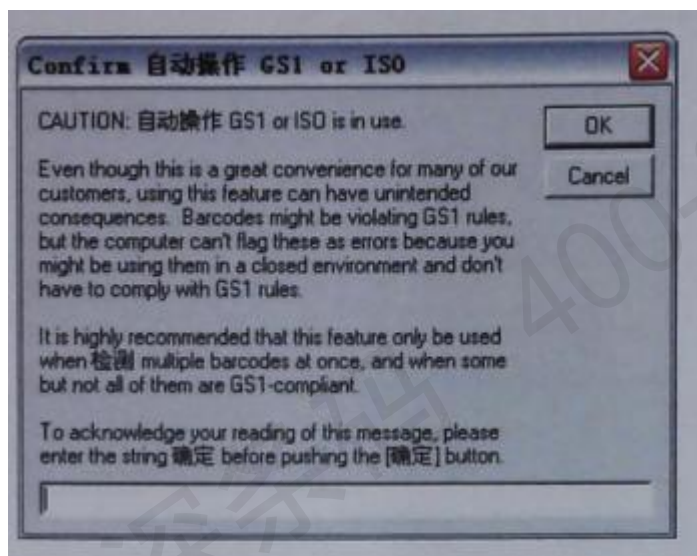 Confirm 自动操作 GS1 or ISO
CAUTION: 自动操作 GS1 or ISO is in use.
OK
Even though this is a great convenience for many of our
Cancel
customers, using this feature can have unintended
consequences. Barcodes might be violating GS1 rules,
but the computer can't flag these as errors because you
might be using them in a closed environment and don't
have to comply with GS1 rules.
It is highly recommended that this feature only be used
when 检测 multiple barcodes at once, and when some
but not all of them are GS1-compliant.
To acknowledge your reading of this message, please
enter the string 确定 before pushing the [确定] button.
400-